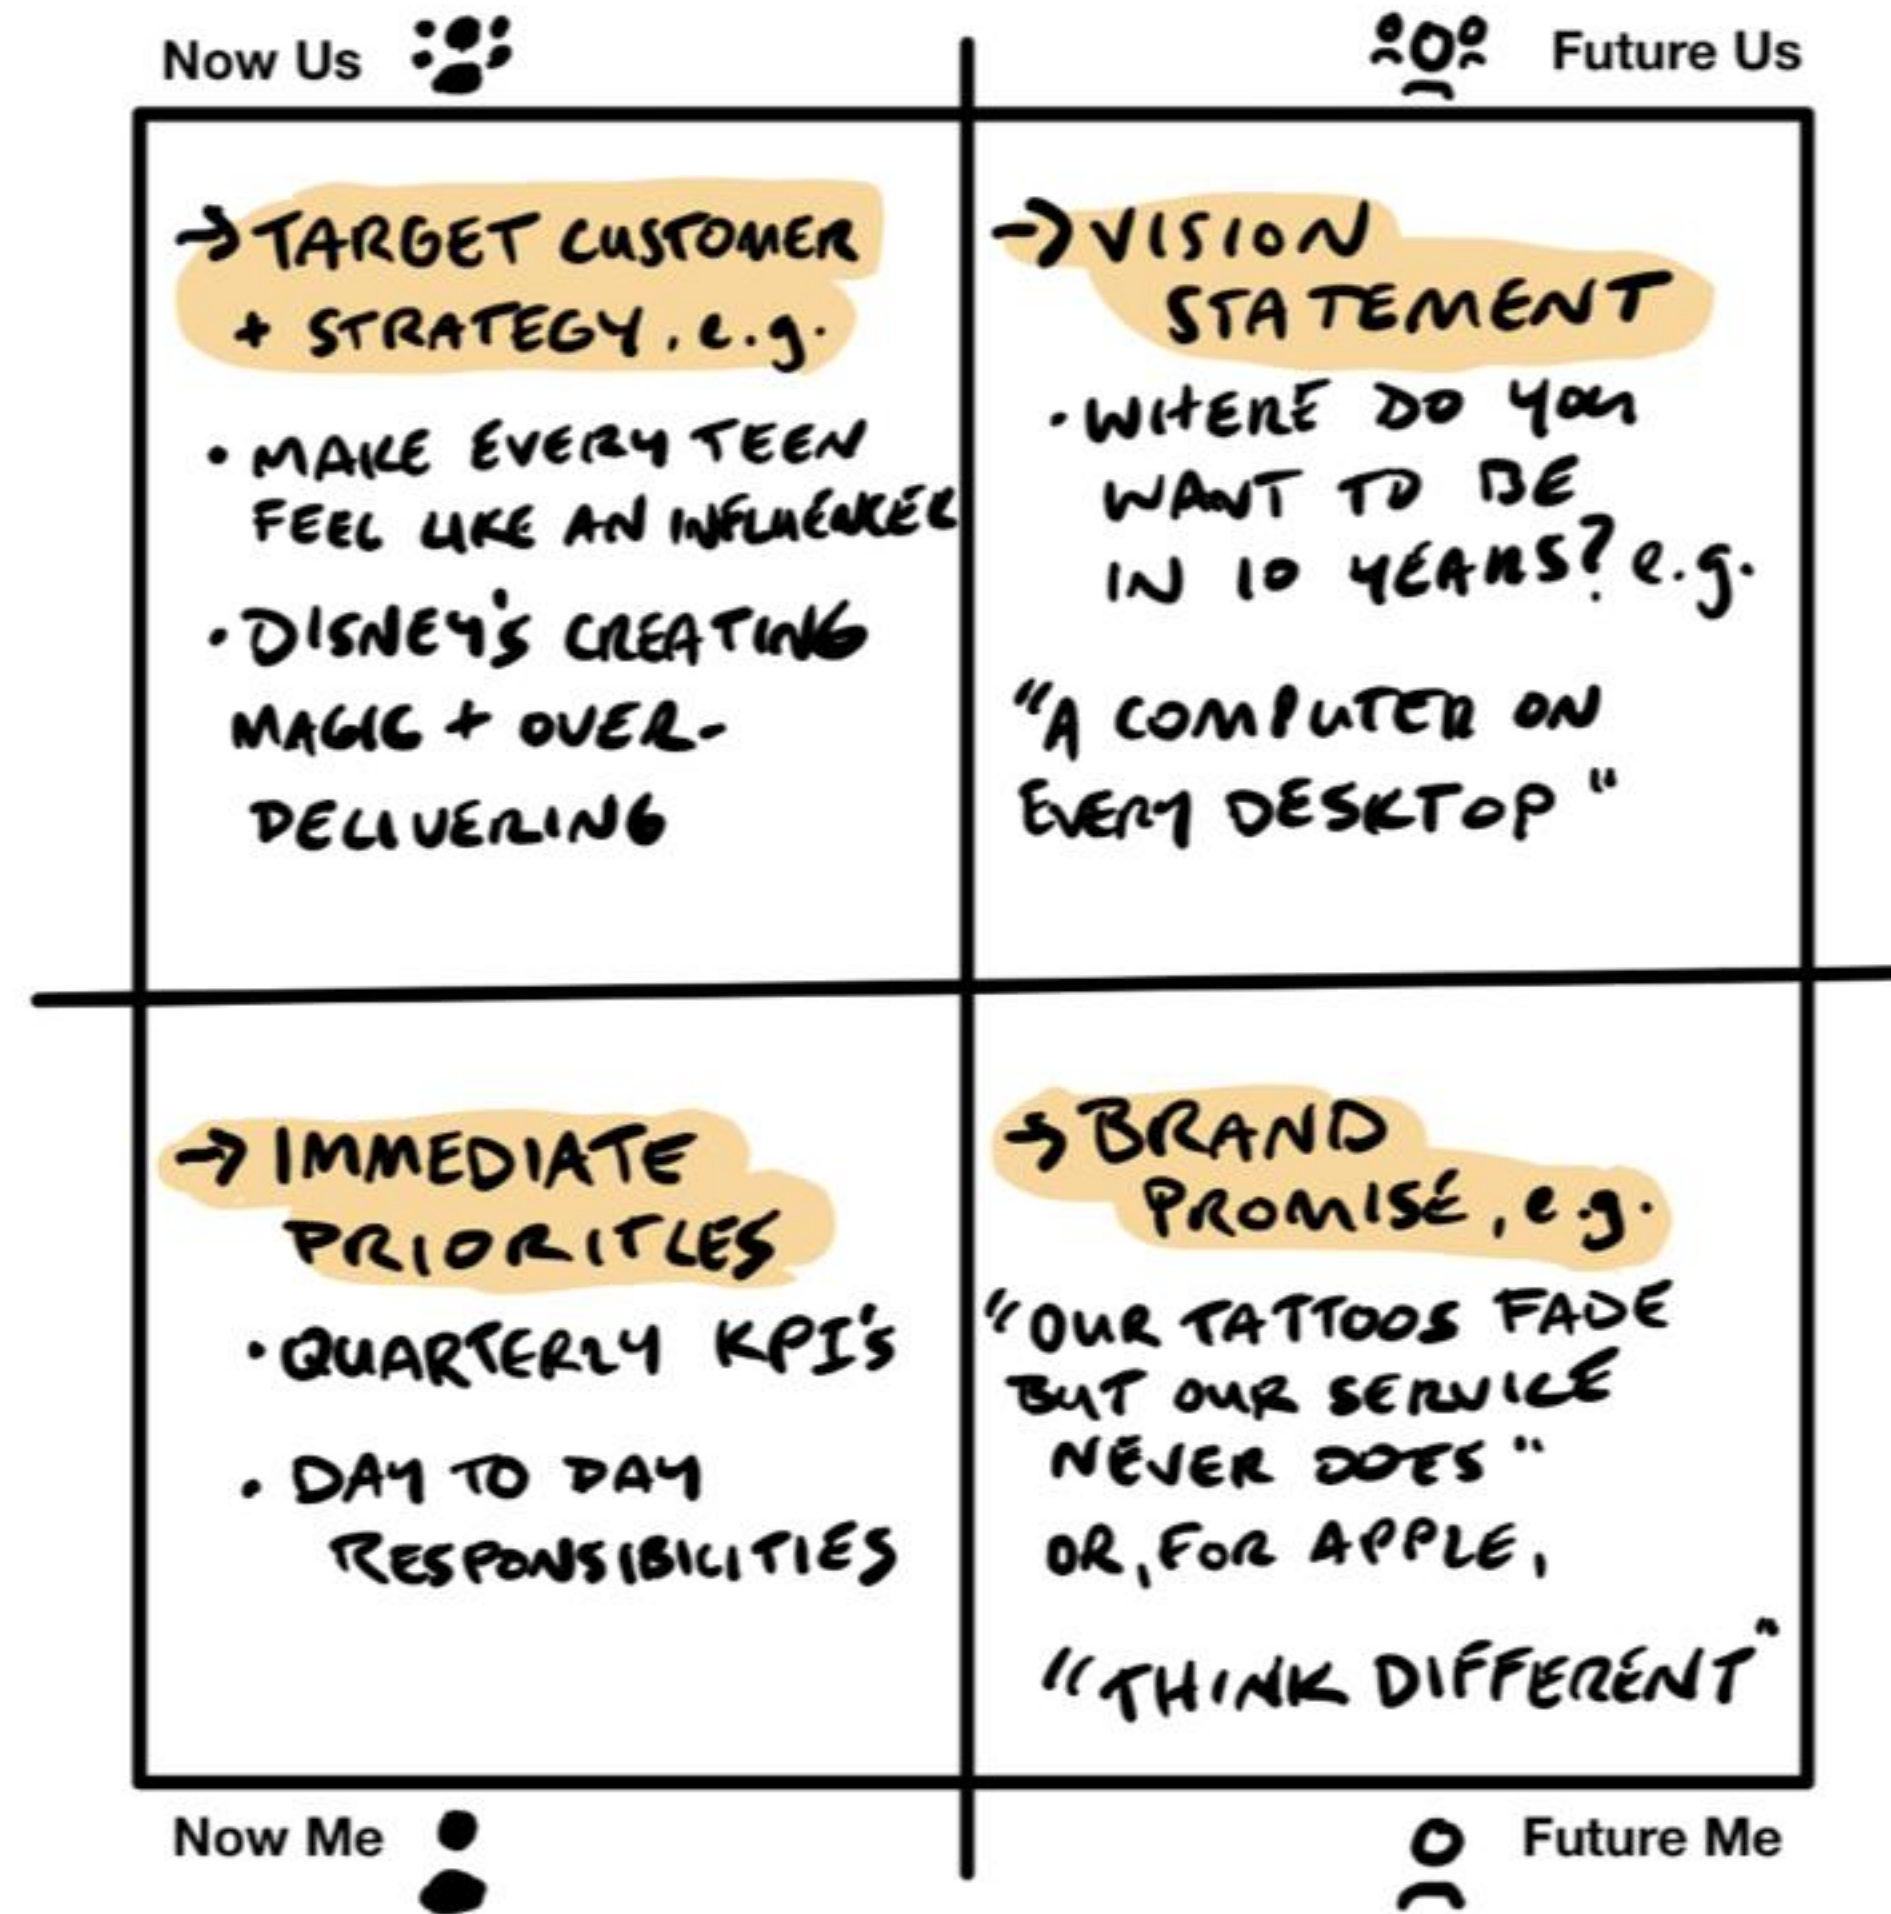 Now Us
Future Us
→ TARGET CUSTOMER
+ STRATEGY, e.g.
• MAKE EVERY TEEN
FEEL LIKE AN INFLUENCER
• DISNEY'S CREATING
MAGIC + OVER-
DELIVERING
→ VISION
STATEMENT
• WHERE DO YOU
WANT TO BE
IN 10 YEARS? e.g.
"A COMPUTER ON
EVERY DESKTOP"
→ IMMEDIATE
PRIORITIES
• QUARTERLY KPI's
• DAY TO DAY
RESPONSIBILITIES
→ BRAND
PROMISE, e.g.
"OUR TATTOOS FADE
BUT OUR SERVICE
NEVER DOES"
OR, FOR APPLE,
"THINK DIFFERENT"
Now Me
Future Me